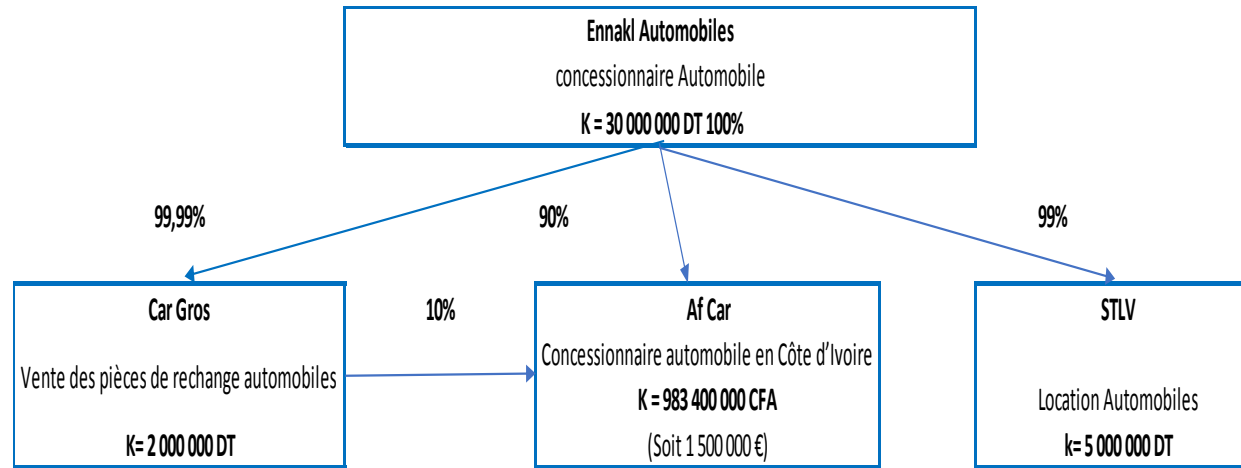 Ennakl Automobiles
concessionnaire Automobile
K = 30 000 000 DT 100%
99,99%
90%
99%
Car Gros
Vente des pièces de rechange automobiles
K= 2 000 000 DT
10%
Af Car
Concessionnaire automobile en Côte d’Ivoire
K = 983 400 000 CFA
(Soit 1 500 000 €)
STLV
Location Automobiles
k= 5 000 000 DT